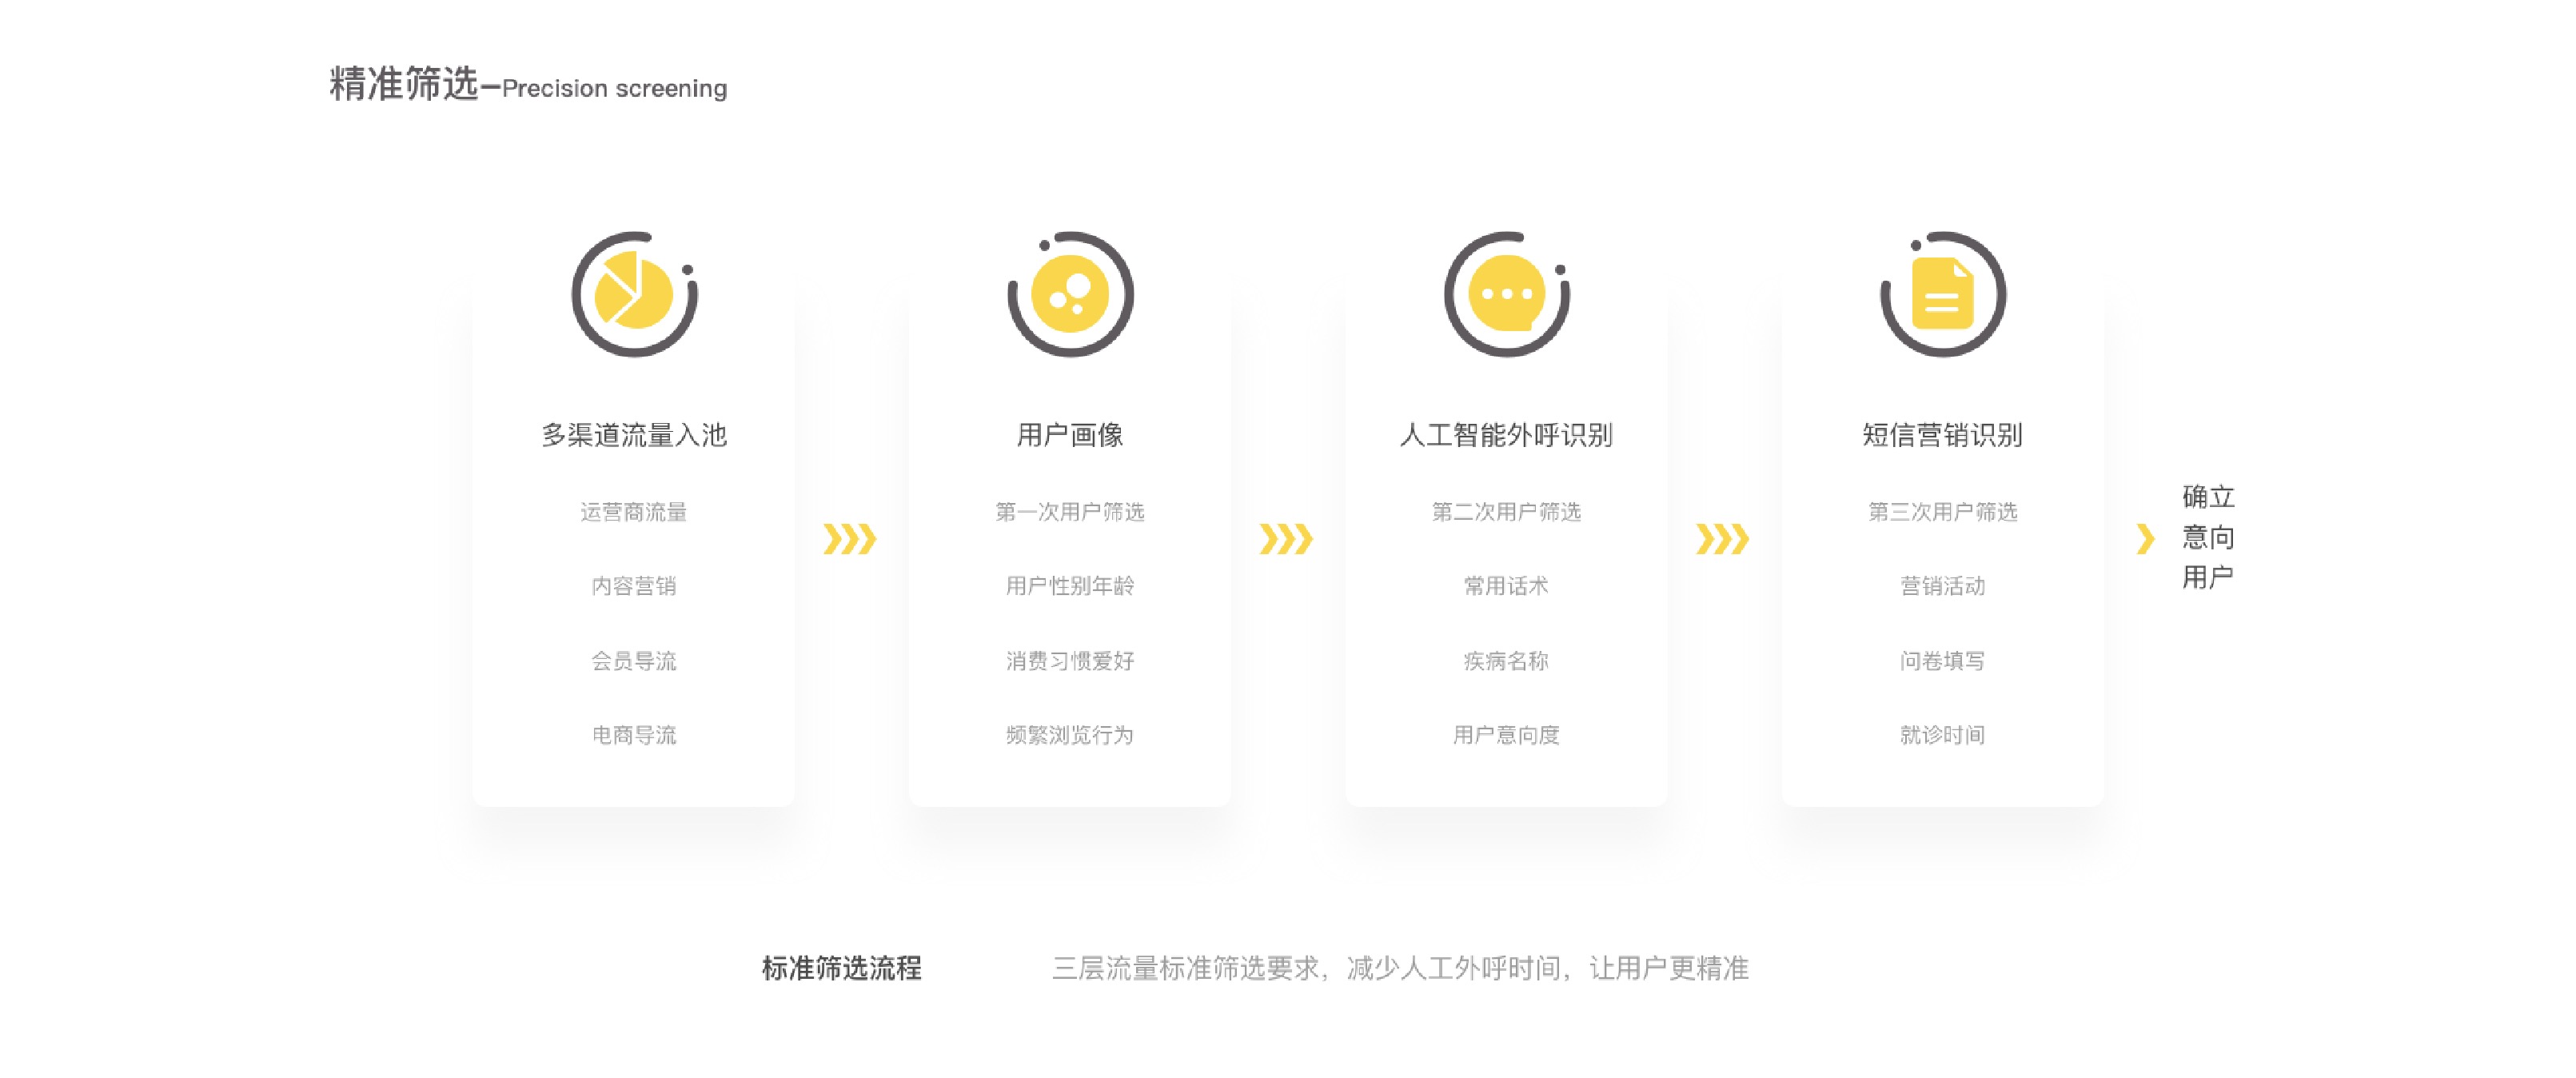 精准筛选–Precision screening
多渠道流量入池
运营商流量
内容营销
会员导流
电商导流
用户画像
第一次用户筛选
用户性别年龄
消费习惯爱好
频繁浏览行为
人工智能外呼识别
第二次用户筛选
常用话术
疾病名称
用户意向度
短信营销识别
第三次用户筛选
营销活动
问卷填写
就诊时间
确立
意向
用户
标准筛选流程
三层流量标准筛选要求，减少人工外呼时间，让用户更精准